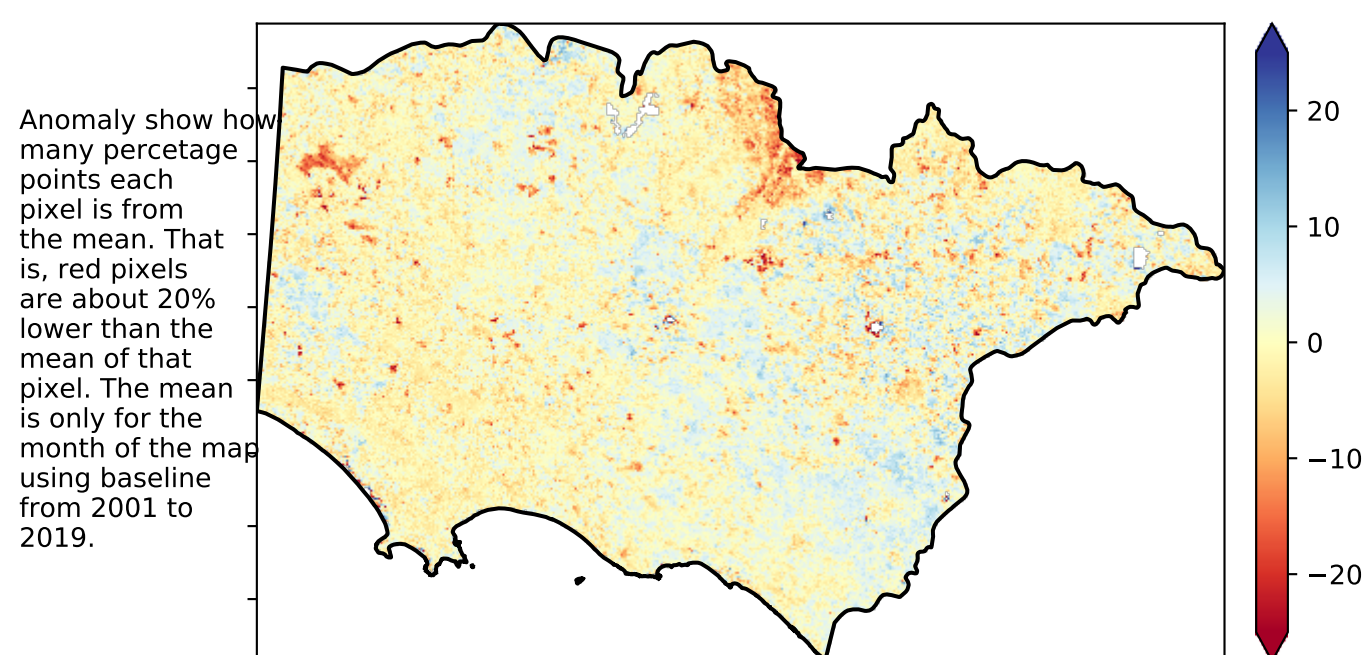 Anomaly show how
many percetage
points each
pixel is from
the mean. That
is, red pixels
are about 20%
lower than the
mean of that
pixel. The mean
is only for the
month of the map
using baseline
from 2001 to
2019.
20
10
0
−10
−20